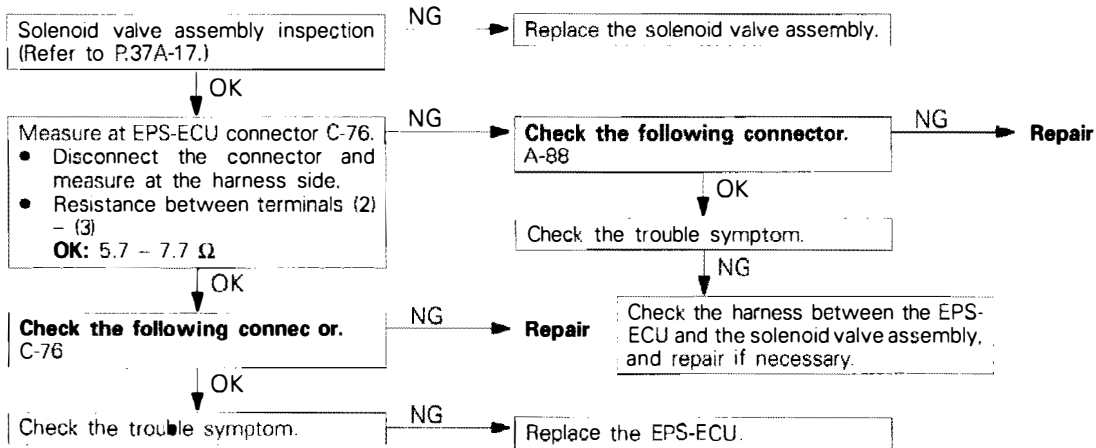 Solenoid valve assembly inspection
(Refer to P.37A-17.)
NG
Replace the solenoid valve assembly.
OK
Measure at EPS-ECU connector C-76.
● Disconnect the connector and
measure at the harness side.
● Resistance between terminals (2)
– (3)
OK: 5.7 – 7.7 Ω
NG
Check the following connector.
A-88
NG
Repair
OK
Check the trouble symptom.
NG
Check the harness between the EPS-
ECU and the solenoid valve assembly,
and repair if necessary.
OK
Check the following connec or.
C-76
NG
Repair
OK
Check the trouble symptom.
NG
Replace the EPS-ECU.